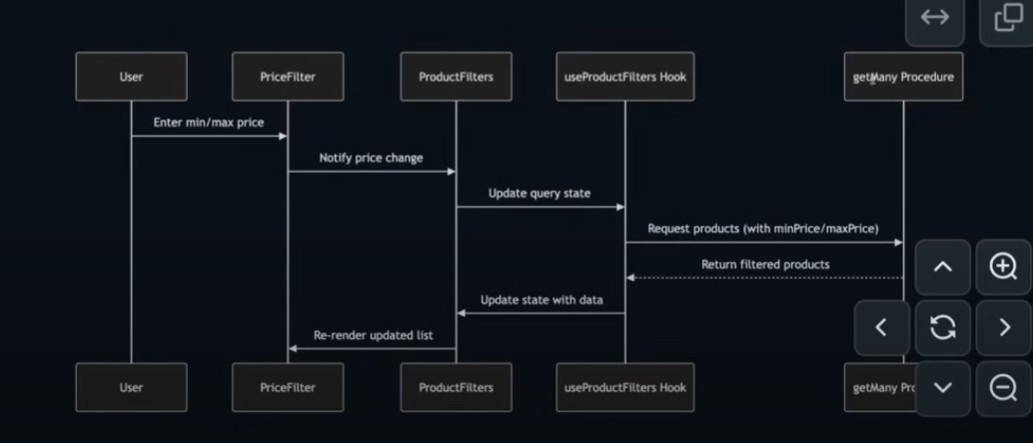 User
PriceFilter
ProductFilters
useProductFilters Hook
getMany Procedure
Enter min/max price
Notify price change
Update query state
Request products (with minPrice/maxPrice)
Return filtered products
Update state with data
Re-render updated list
User
PriceFilter
ProductFilters
useProductFilters Hook
getMany Pro